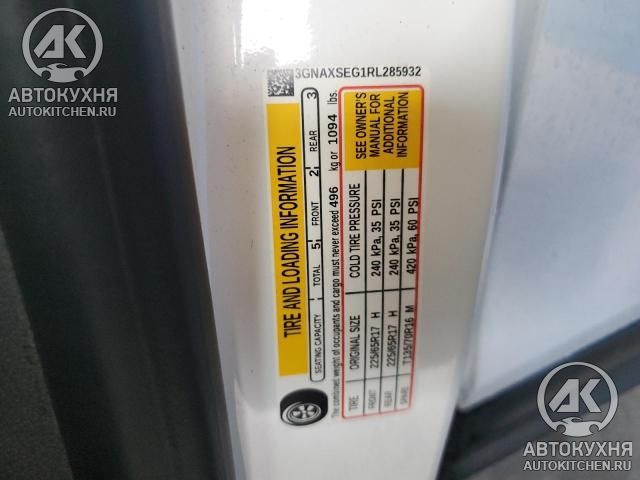 3GNAXSEG1RL285932
TIRE AND LOADING INFORMATION
SEATING CAPACITY TOTAL 5 FRONT 2 REAR 3
The combined weight of occupants and cargo must never exceed 496 kg or 1094 lbs.
TIRE ORIGINAL SIZE COLD TIRE PRESSURE
FRONT 225/65R17 H 240 kPa, 35 PSI
REAR 225/65R17 H 240 kPa, 35 PSI
SPARE T135/70R16 M 420 kPa, 60 PSI
SEE OWNER'S
MANUAL FOR
ADDITIONAL
INFORMATION
АК
АВТОКУХНЯ
AUTOKITCHEN.RU
АК
АВТОКУХНЯ
AUTOKITCHEN.RU